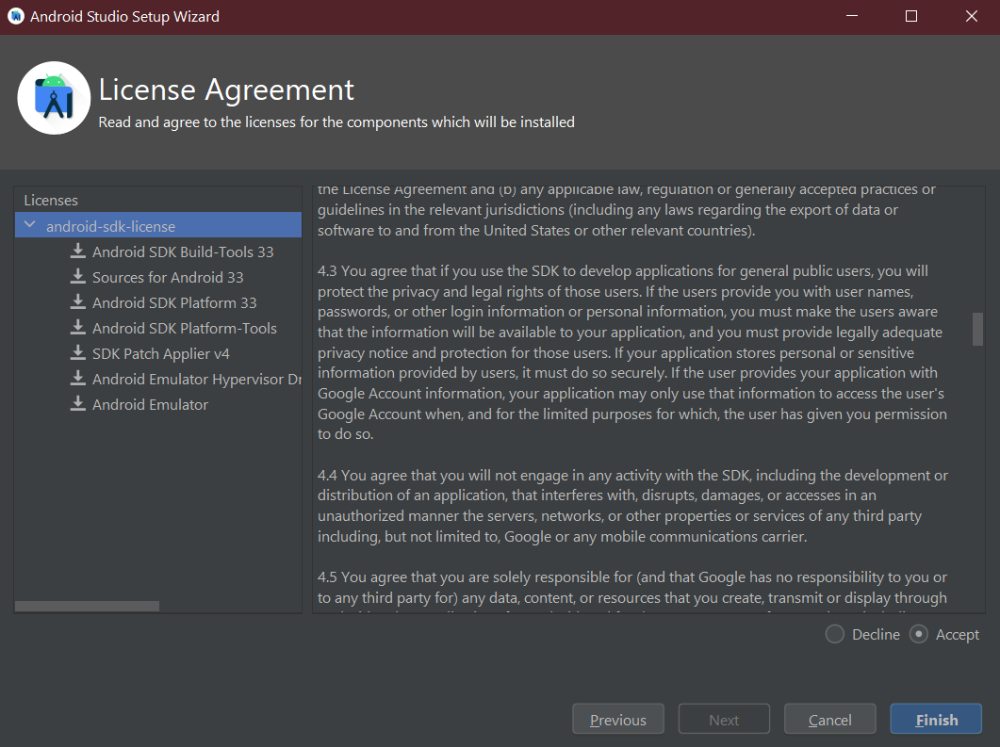 Android Studio Setup Wizard
License Agreement
Read and agree to the licenses for the components which will be installed
Licenses
android-sdk-license
Android SDK Build-Tools 33
Sources for Android 33
Android SDK Platform 33
Android SDK Platform-Tools
SDK Patch Applier v4
Android Emulator Hypervisor Dr
Android Emulator
the License Agreement and (b) any applicable law, regulation or generally accepted practices or
guidelines in the relevant jurisdictions (including any laws regarding the export of data or
software to and from the United States or other relevant countries).
4.3 You agree that if you use the SDK to develop applications for general public users, you will
protect the privacy and legal rights of those users. If the users provide you with user names,
passwords, or other login information or personal information, you must make the users aware
that the information will be available to your application, and you must provide legally adequate
privacy notice and protection for those users. If your application stores personal or sensitive
information provided by users, it must do so securely. If the user provides your application with
Google Account information, your application may only use that information to access the user's
Google Account when, and for the limited purposes for which, the user has given you permission
to do so.
4.4 You agree that you will not engage in any activity with the SDK, including the development or
distribution of an application, that interferes with, disrupts, damages, or accesses in an
unauthorized manner the servers, networks, or other properties or services of any third party
including, but not limited to, Google or any mobile communications carrier.
4.5 You agree that you are solely responsible for (and that Google has no responsibility to you or
to any third party for) any data, content, or resources that you create, transmit or display through
Decline
Accept
Previous
Next
Cancel
Finish